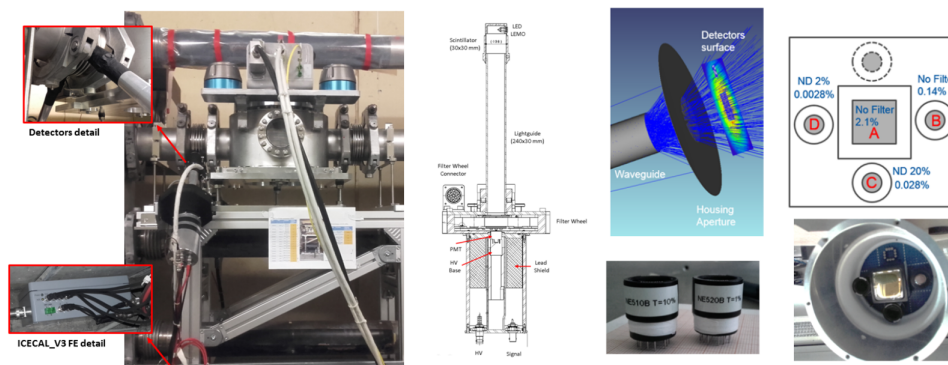 Detectors detail
ICECAL_V3 FE detail
LED
LEMO
Scintillator
(30x30 mm)
Lightguide
(240x30 mm)
Filter Wheel
Connector
Filter Wheel
PMT
HV
Base
Lead
Shield
HV
Signal
Detectors
surface
Waveguide
Housing
Aperture
NE510B T=10%
NE520B T=1%
ND 2%
0.0028%
No Filter
2.1%
A
No Filt
0.14%
D
B
C
ND 20%
0.028%